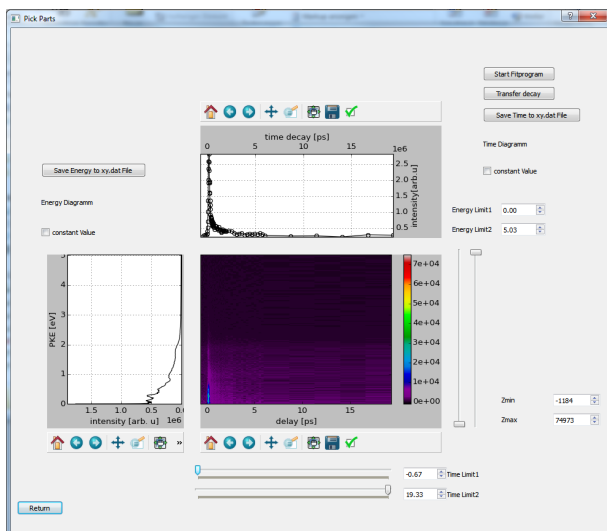 Pick Parts
Start Fitprogram
Transfer decay
Save Time to xy.dat File
Time Diagramm
constant Value
Energy Limit1 0.00
Energy Limit2 5.03
time decay [ps]
0 5 10 15 1e6
2.5
2.0
1.5
1.0
0.5
intensity[arb.u]
Save Energy to xy.dat File
Energy Diagramm
constant Value
5
4
3
2
1
0
PKE [eV]
1.5 1.0 0.5 0.0
intensity [arb. u] 1e6
7e+04
6e+04
5e+04
4e+04
3e+04
2e+04
1e+04
0e+00
0 5 10 15
delay [ps]
»
Zmin -1184
Zmax 74973
-0.67 Time Limit1
19.33 Time Limit2
Return